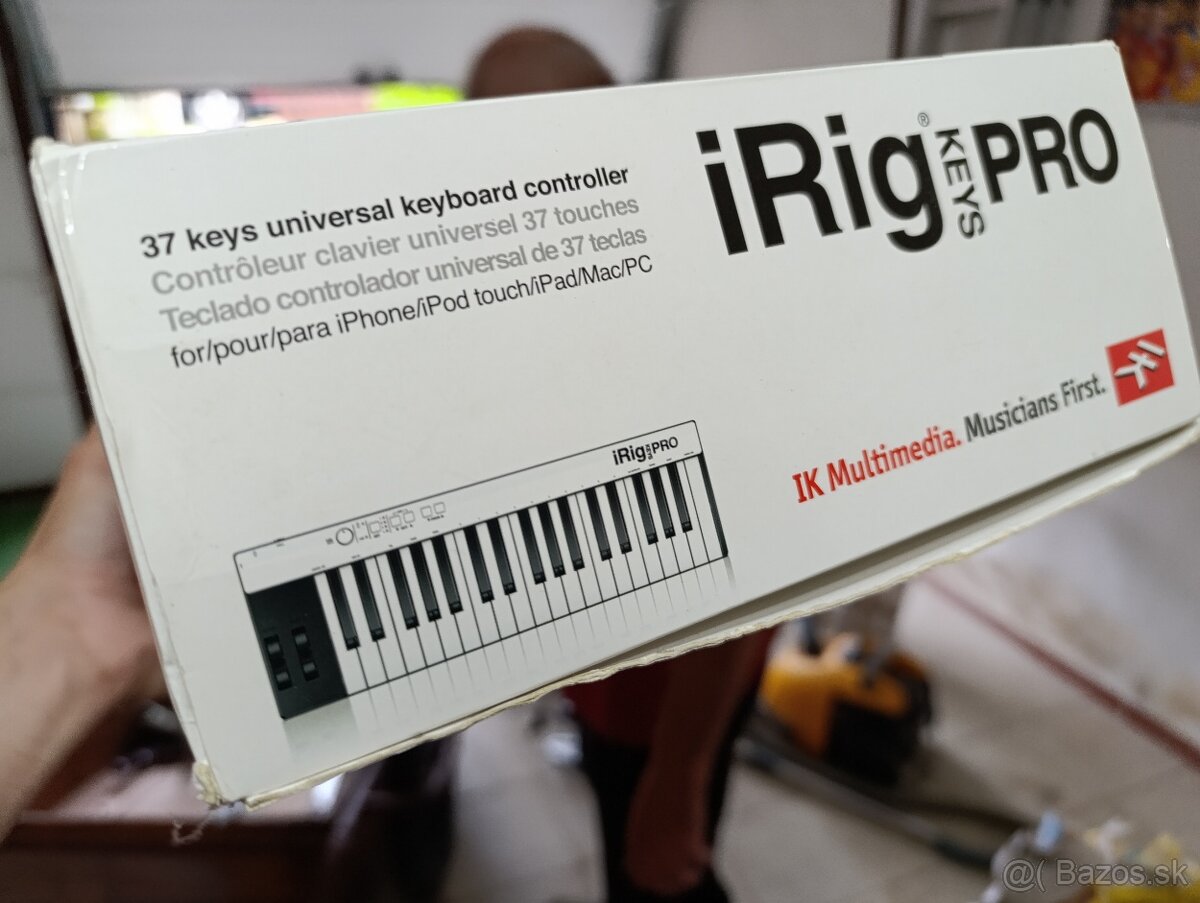 37 keys universal keyboard controller
Contrôleur clavier universel 37 touches
Teclado controlador universal de 37 teclas
for/pour/para iPhone/iPod touch/iPad/Mac/PC
iRig® KEYS PRO
IK Multimedia. Musicians First.
iRig KEYS PRO
@( Bazos.sk